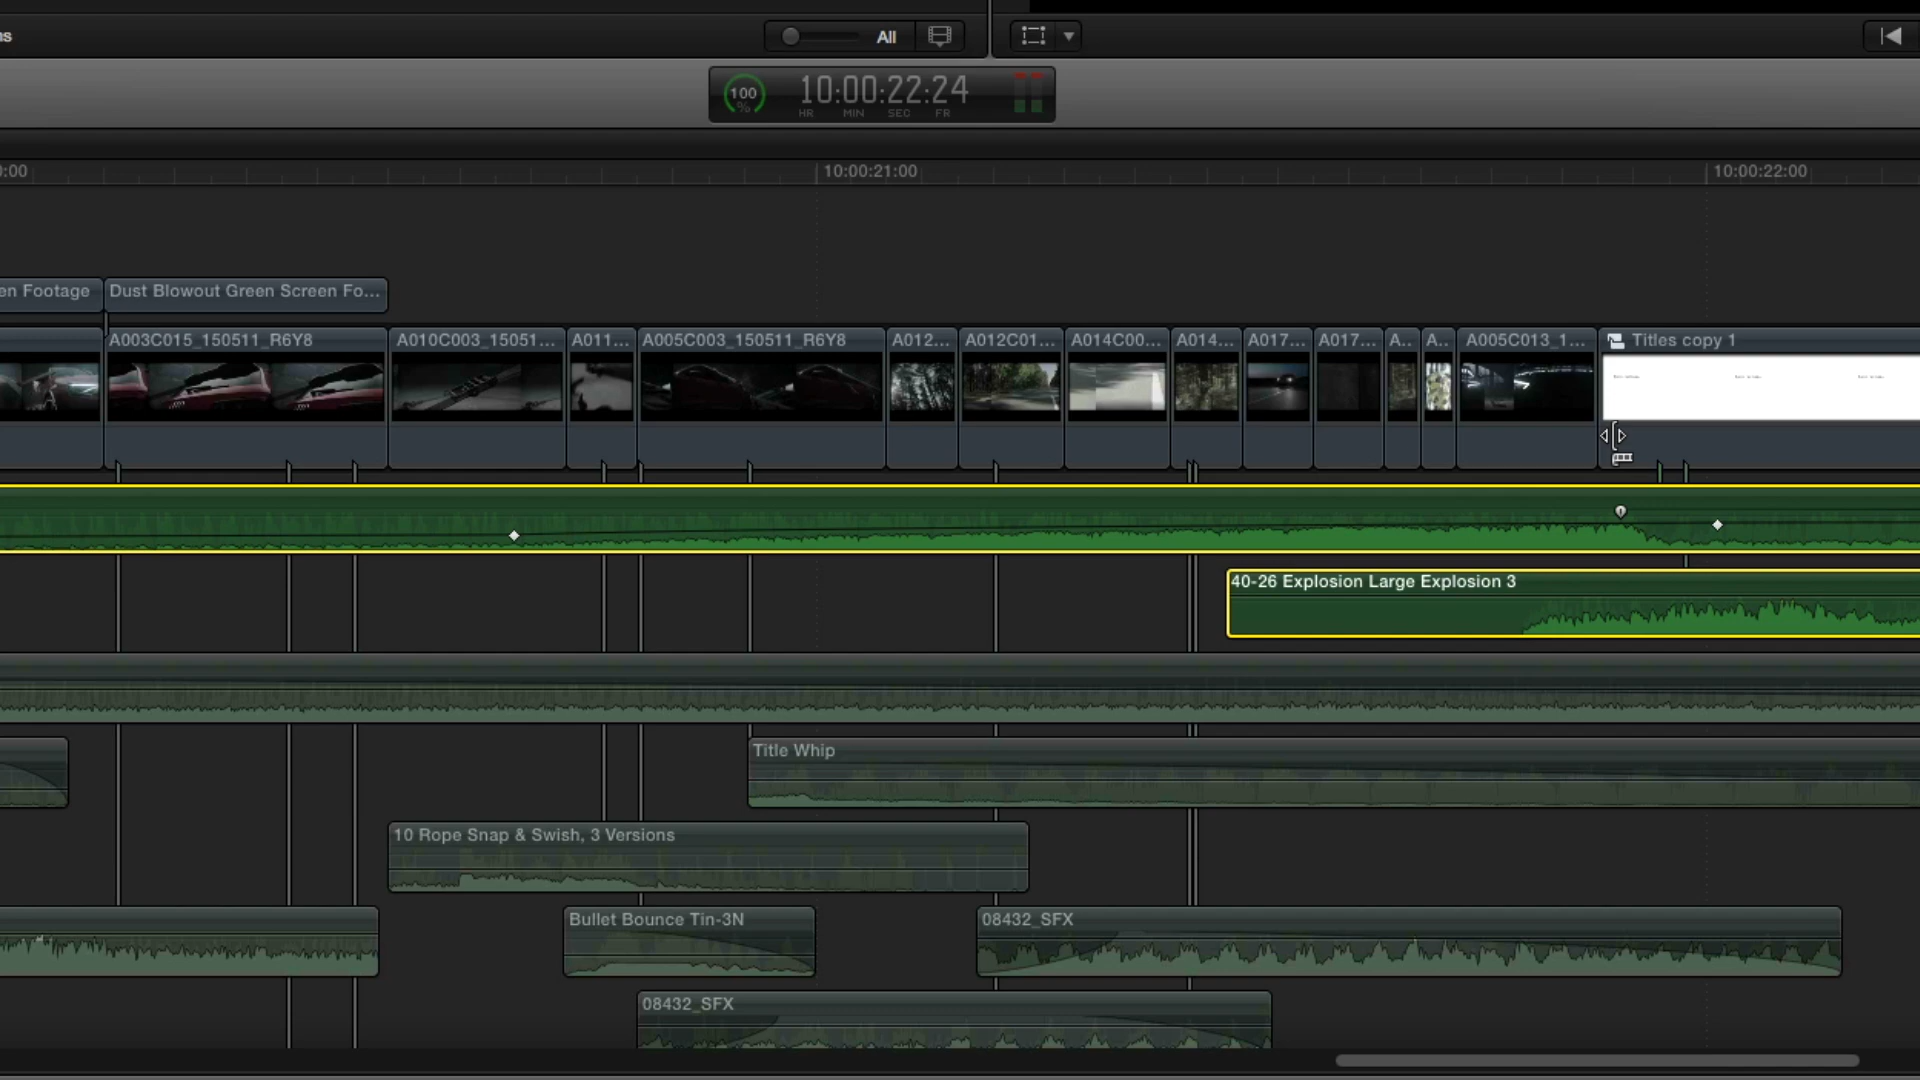 ns
All
100
%
10:00:22:24
HR MIN SEC FR
0:00
10:00:21:00
10:00:22:00
en Footage
Dust Blowout Green Screen Fo...
A003C015_150511_R6Y8
A010C003_15051...
A011...
A005C003_150511_R6Y8
A012...
A012C01...
A014C00...
A014...
A017...
A017...
A..
A..
A005C013_1...
Titles copy 1
40-26 Explosion Large Explosion 3
Title Whip
10 Rope Snap & Swish, 3 Versions
Bullet Bounce Tin-3N
08432_SFX
08432_SFX